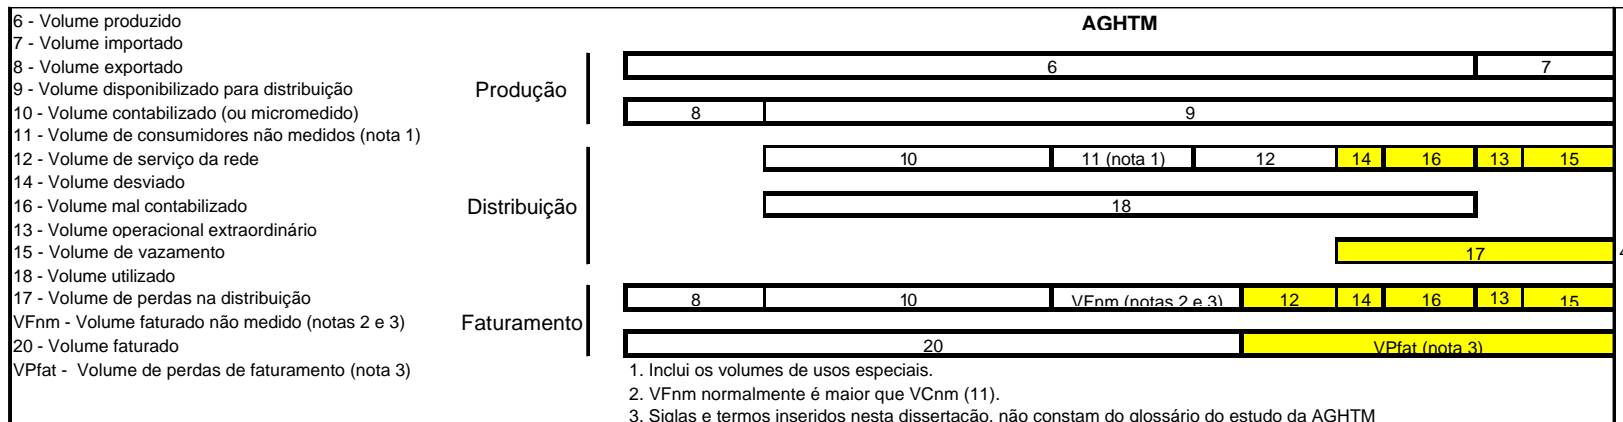 6 - Volume produzido
AGHTM
7 - Volume importado
8 - Volume exportado
6 7
9 - Volume disponibilizado para distribuição
Produção
10 - Volume contabilizado (ou micromedido)
8 9
11 - Volume de consumidores não medidos (nota 1)
12 - Volume de serviço da rede
10 11 (nota 1) 12 14 16 13 15
14 - Volume desviado
16 - Volume mal contabilizado
Distribuição
18
13 - Volume operacional extraordinário
15 - Volume de vazamento
17
18 - Volume utilizado
17 - Volume de perdas na distribuição
8 10 VFnm (notas 2 e 3) 12 14 16 13 15
VFnm - Volume faturado não medido (notas 2 e 3)
Faturamento
20 - Volume faturado
20 VPfat (nota 3)
VPfat - Volume de perdas de faturamento (nota 3)
1. Inclui os volumes de usos especiais.
2. VFnm normalmente é maior que VCnm (11).
3. Siglas e termos inseridos nesta dissertação, não constam do glossário do estudo da AGHTM